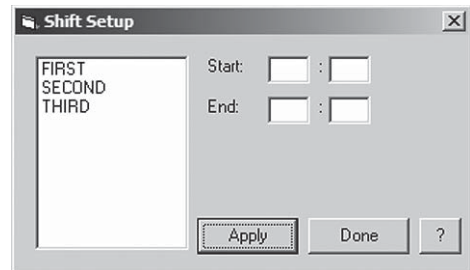 Shift Setup
FIRST
SECOND
THIRD
Start: :
End: :
Apply Done ?